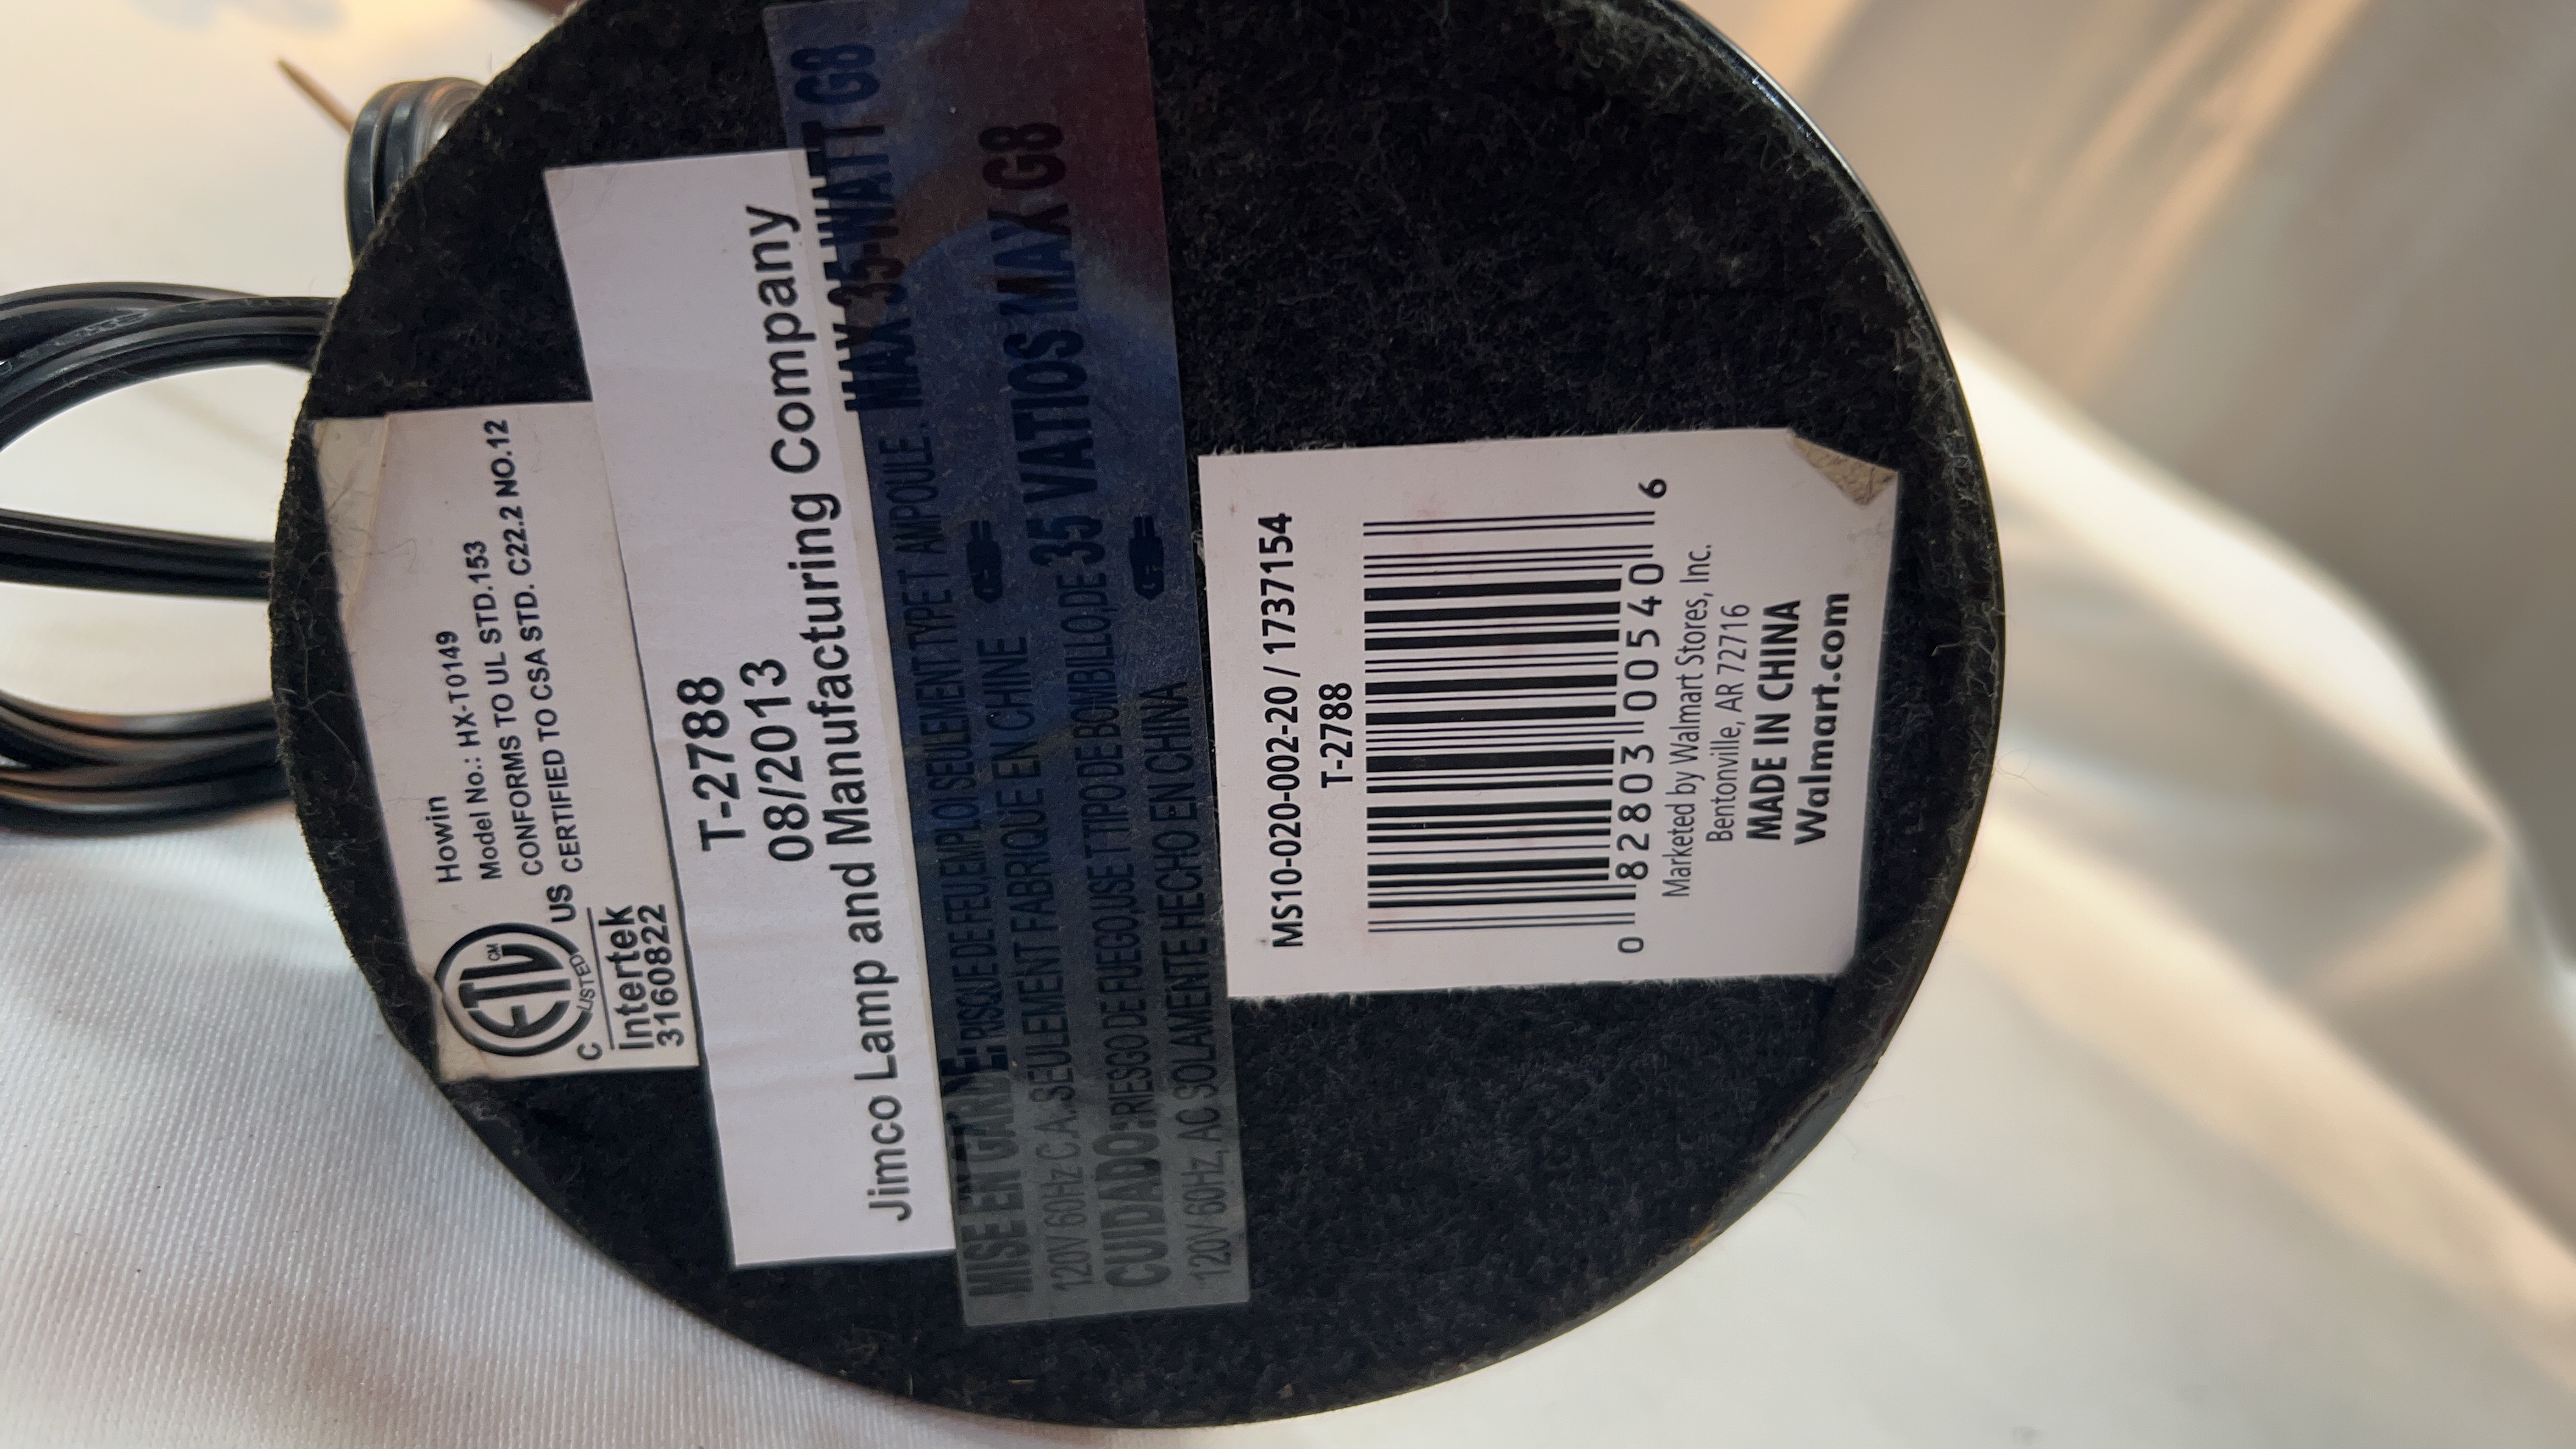 Howin
Model No.: HX-T0149
CONFORMS TO UL STD.153
CERTIFIED TO CSA STD. C22.2 NO.12
ETL CM
C LISTED US
Intertek
3160822
T-2788
08/2013
Jimco Lamp and Manufacturing Company
MISE EN GARDE: RISQUE DE FEU, EMPLOI SEULEMENT TYPE T AMPOULE. MAX 35-WATT G8
120V 60Hz C.A. SEULEMENT FABRIQUE EN CHINE
CUIDADO: RIESGO DE FUEGO, USE T TIPO DE BOMBILLO, DE 35 VATIOS MAX G8
120V 60Hz, AC SOLAMENTE HECHO EN CHINA
MS10-020-002-20 / 1737154
T-2788
0 82803 00540 6
Marketed by Walmart Stores, Inc.
Bentonville, AR 72716
MADE IN CHINA
Walmart.com